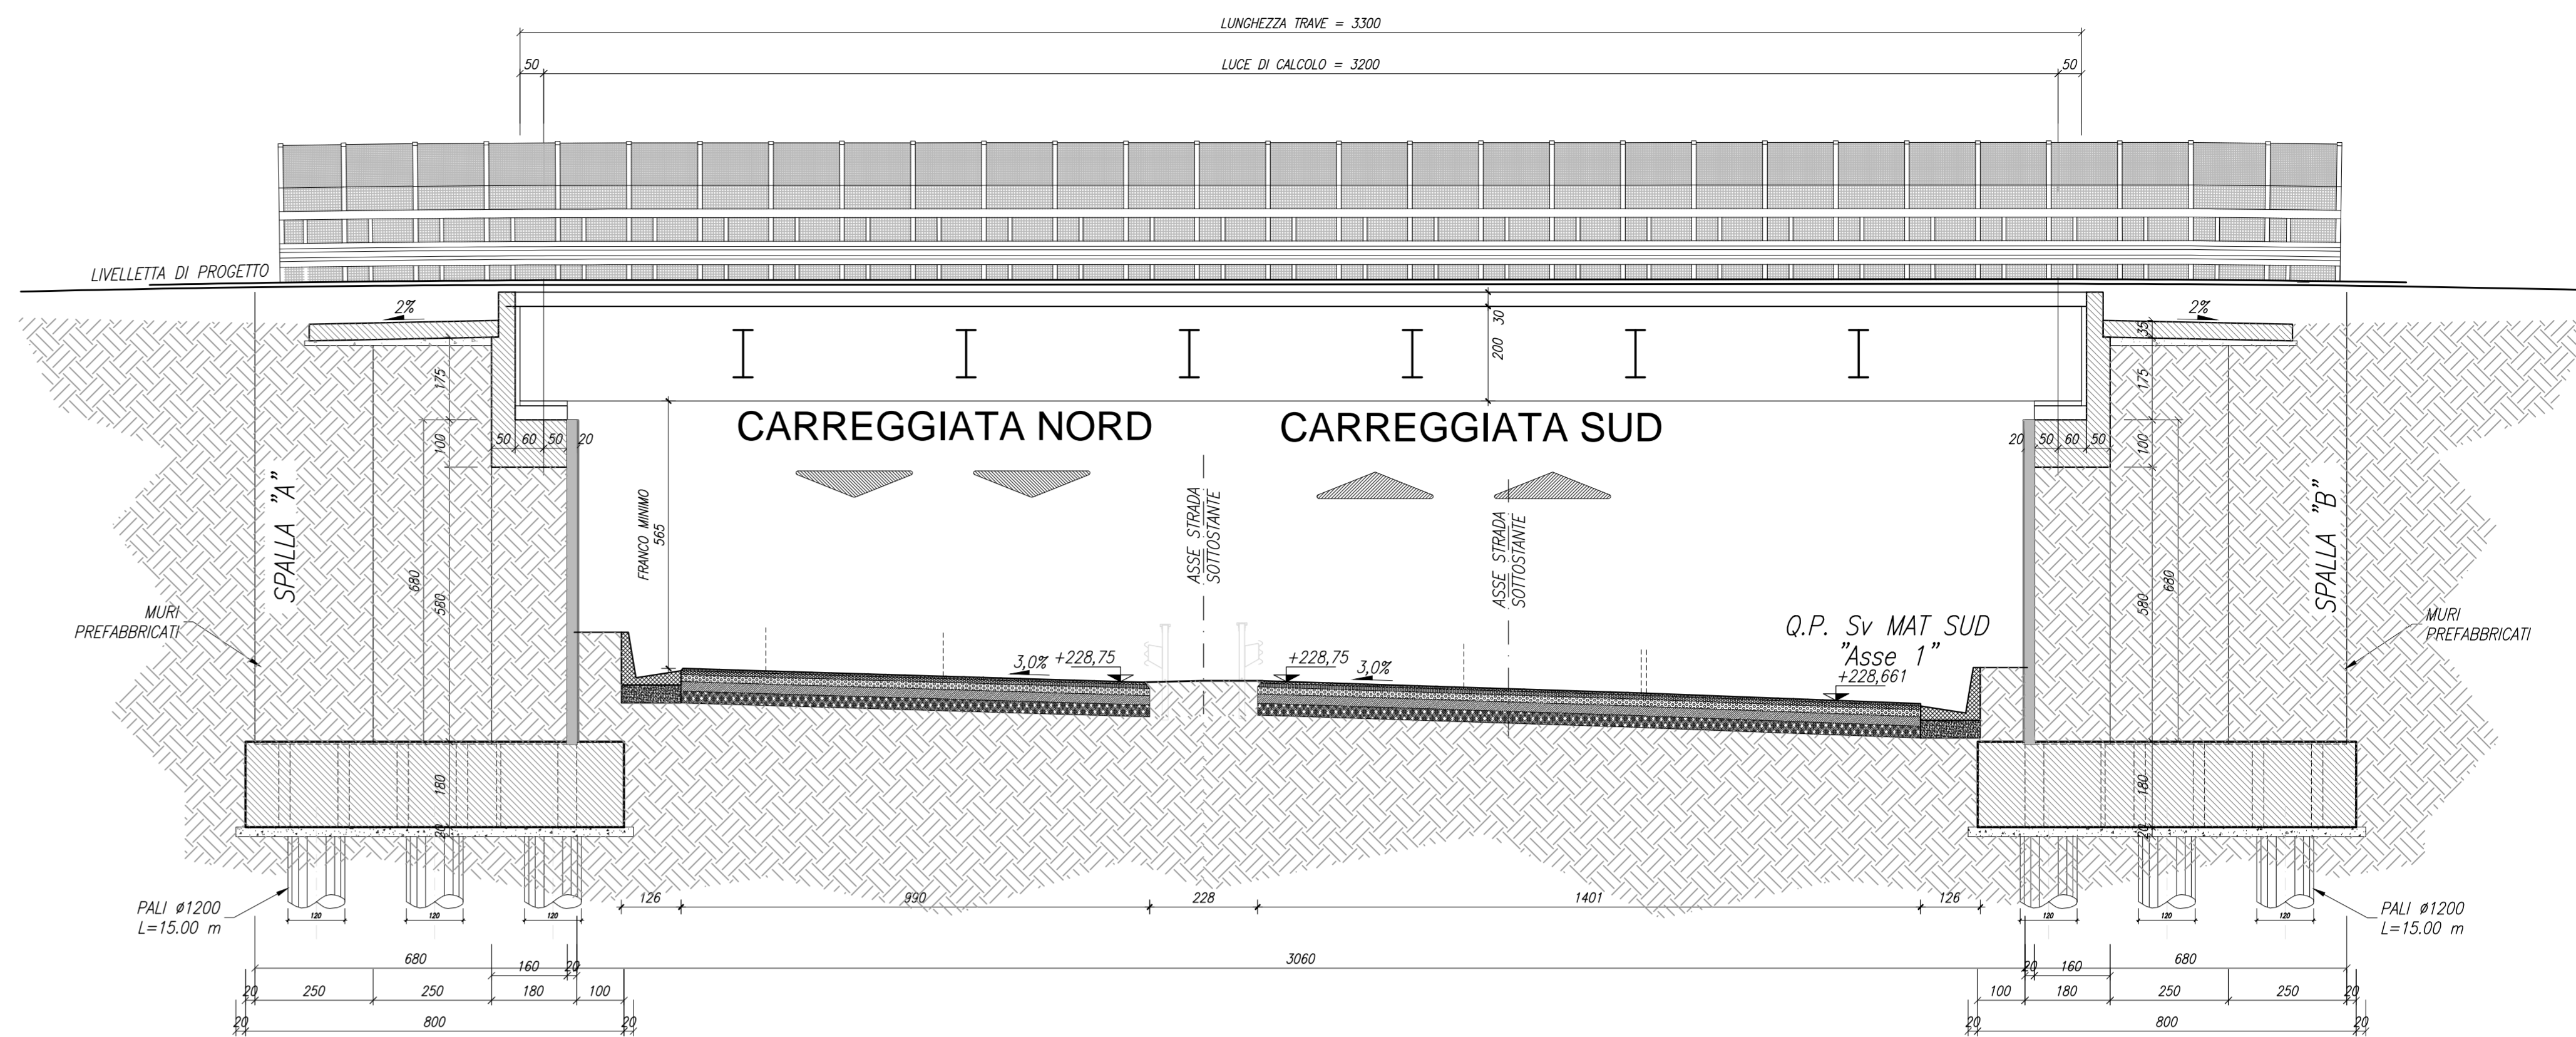 LUNGHEZZA TRAVE = 3300
50
LUCE DI CALCOLO = 3200
50
LIVELLETTA DI PROGETTO
2%
2%
35
30
200
175
175
CARREGGIATA NORD
CARREGGIATA SUD
100
50 60 50 20
20 50 60 50
100
SPALLA "A"
SPALLA "B"
FRANCO MINIMO
565
ASSE STRADA
SOTTOSTANTE
ASSE STRADA
SOTTOSTANTE
680
580
580
680
MURI
PREFABBRICATI
MURI
PREFABBRICATI
Q.P. Sv MAT SUD
"Asse 1"
+228,661
3,0%
+228,75
+228,75
3,0%
180
20
180
20
PALI ø1200
L=15.00 m
120
120
120
126
990
228
1401
126
120
120
120
PALI ø1200
L=15.00 m
680
160
20
3060
20
160
680
20
250
250
180
100
100
180
250
250
20
20
800
20
20
800
20